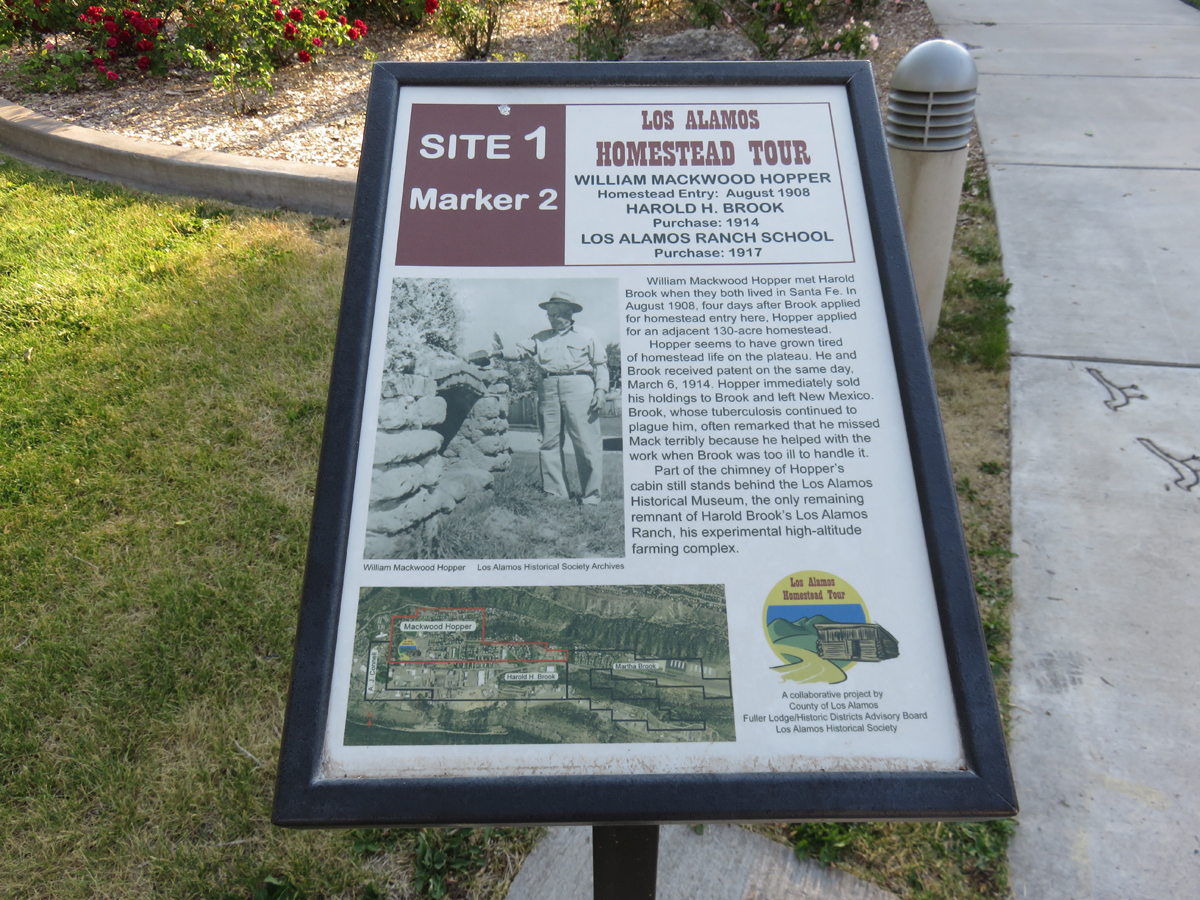 SITE 1
Marker 2
LOS ALAMOS
HOMESTEAD TOUR
WILLIAM MACKWOOD HOPPER
Homestead Entry: August 1908
HAROLD H. BROOK
Purchase: 1914
LOS ALAMOS RANCH SCHOOL
Purchase: 1917
William Mackwood Hopper met Harold
Brook when they both lived in Santa Fe. In
August 1908, four days after Brook applied
for homestead entry here, Hopper applied
for an adjacent 130-acre homestead.
Hopper seems to have grown tired
of homestead life on the plateau. He and
Brook received patent on the same day,
March 6, 1914. Hopper immediately sold
his holdings to Brook and left New Mexico.
Brook, whose tuberculosis continued to
plague him, often remarked that he missed
Mack terribly because he helped with the
work when Brook was too ill to handle it.
Part of the chimney of Hopper's
cabin still stands behind the Los Alamos
Historical Museum, the only remaining
remnant of Harold Brook's Los Alamos
Ranch, his experimental high-altitude
farming complex.
William Mackwood Hopper Los Alamos Historical Society Archives
Mackwood Hopper
A. J. Connell
Harold H. Brook
Martha Brook
Los Alamos
Homestead Tour
A collaborative project by
County of Los Alamos
Fuller Lodge/Historic Districts Advisory Board
Los Alamos Historical Society